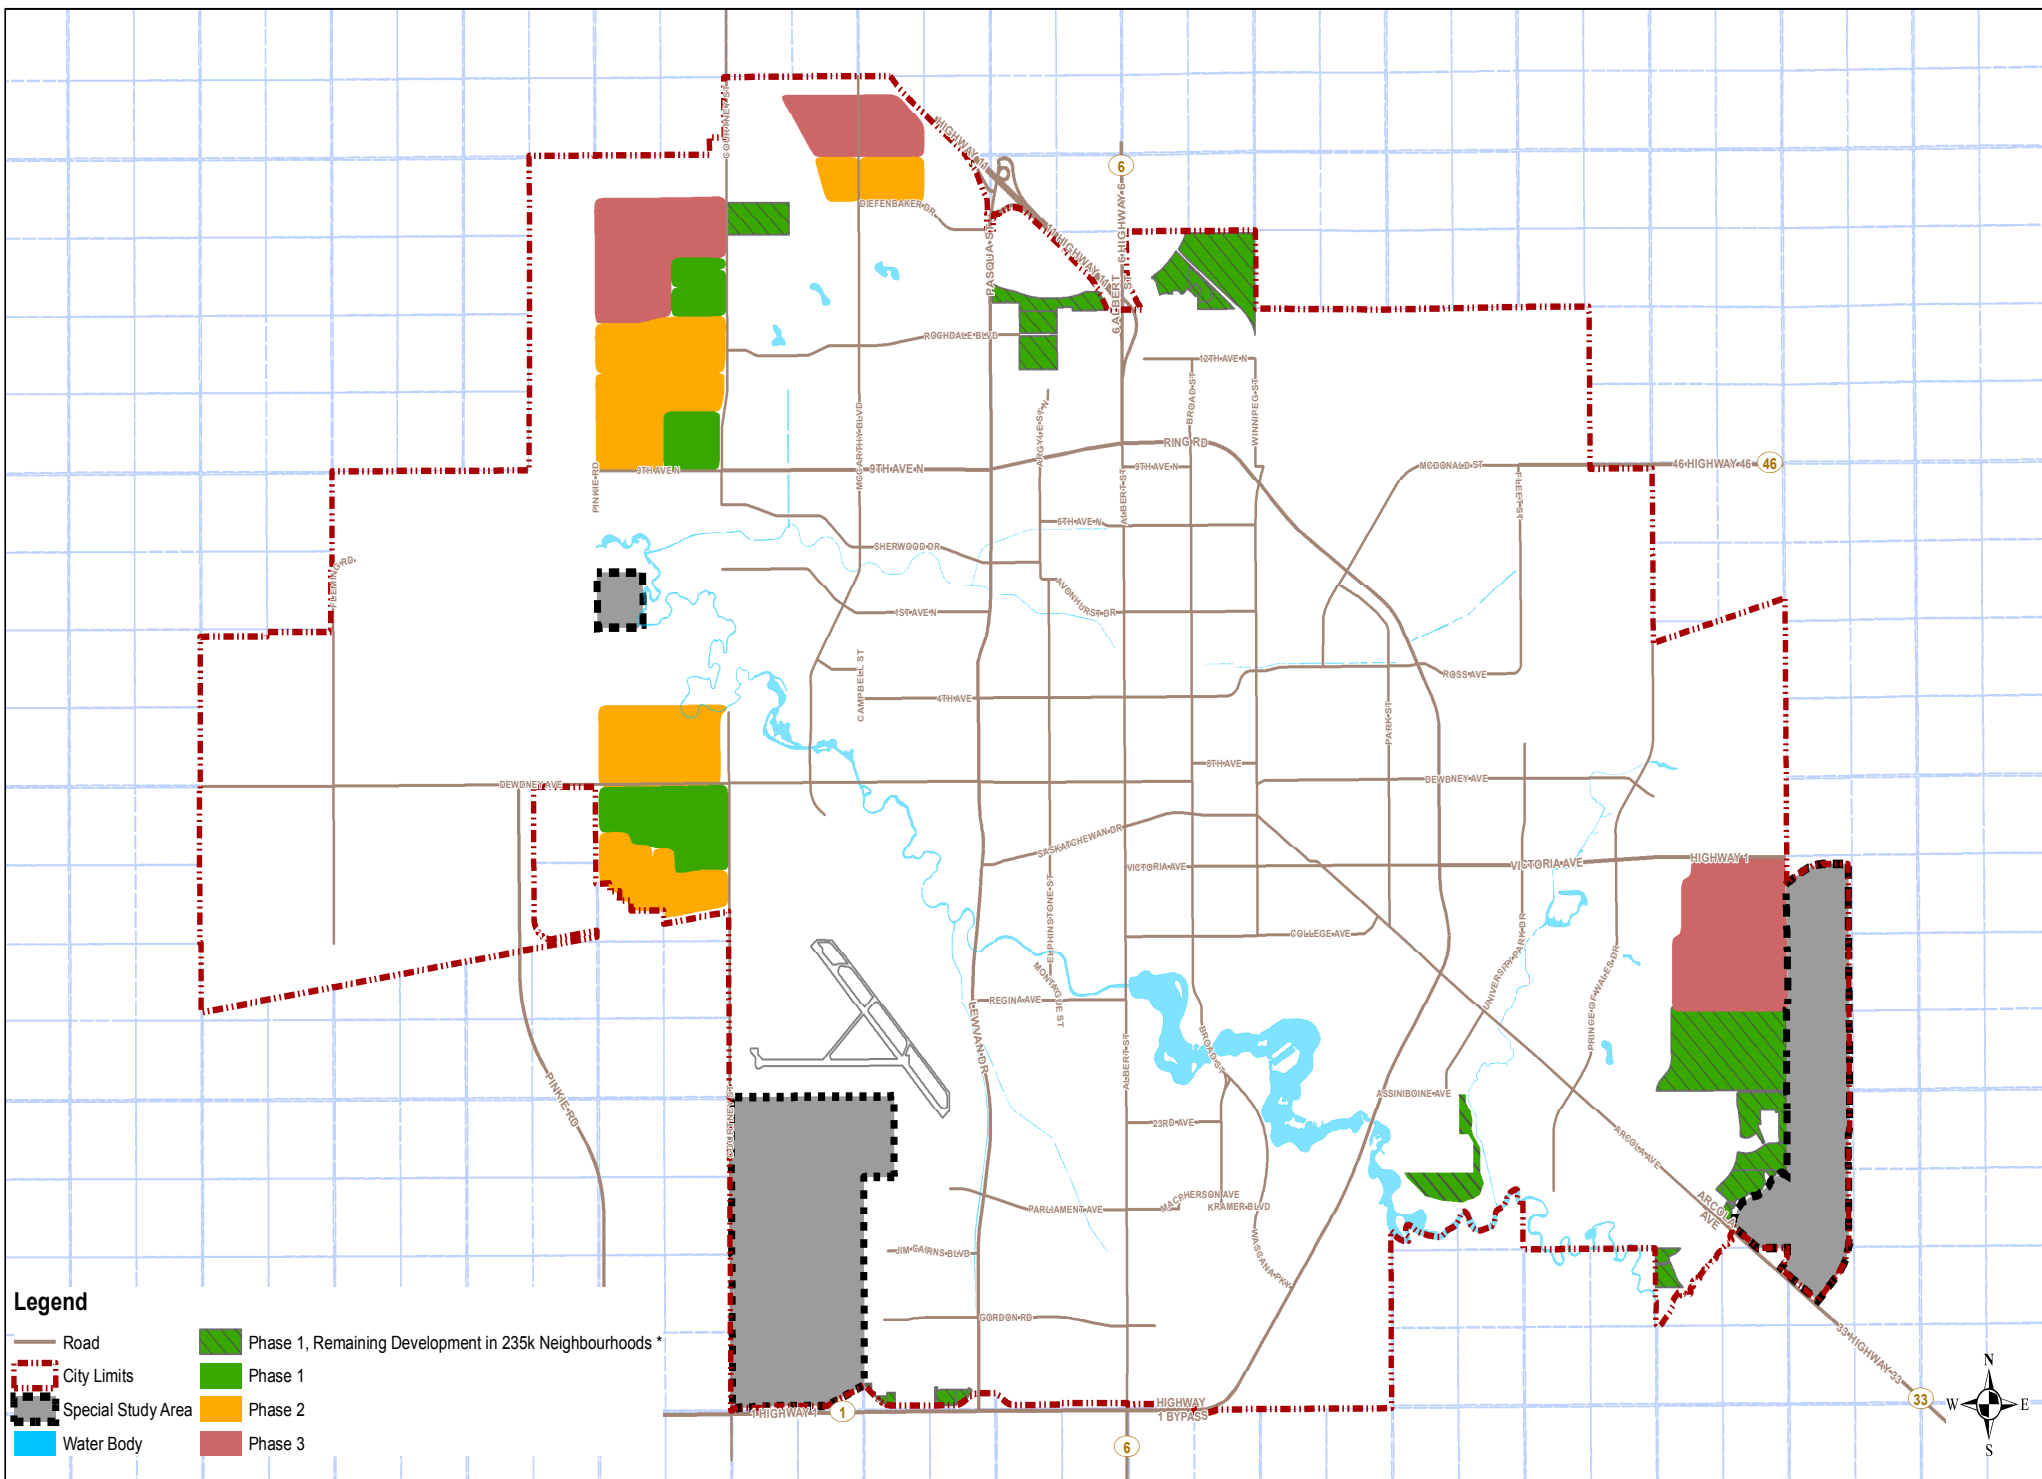 COURTNEY ST
HIGHWAY 11
6
DIEFENBAKER DR
PASQUA ST
11 HIGHWAY 11
6 HIGHWAY 6
6 ALBERT ST
ROCHDALE BLVD
12TH AVE N
BROAD ST
WINNIPEG ST
MCCARTHY BLVD
ARGYLE ST N
RING RD
PINKIE RD
9TH AVE N
9TH AVE N
9TH AVE N
ALBERT ST
MCDONALD ST
46 HIGHWAY 46
46
FLEET ST
6TH AVE N
SHERWOOD DR
FLEMING RD
AVONHURST DR
1ST AVE N
CAMPBELL ST
4TH AVE
ROSS AVE
PARK ST
8TH AVE
DEWDNEY AVE
DEWDNEY AVE
SASKATCHEWAN DR
VICTORIA AVE
VICTORIA AVE
HIGHWAY 1
ELPHINSTONE ST
COLLEGE AVE
UNIVERSITY PARK DR
PRINCE OF WALES DR
MONTAGUE ST
REGINA AVE
LEWVAN DR
ALBERT ST
BROAD ST
PINKIE RD
COURTNEY ST
ASSINIBOINE AVE
23RD AVE
ARCOLA AVE
MACPHERSON AVE
KRAMER BLVD
PARLIAMENT AVE
ARCOLA
AVE
JIM CAIRNS BLVD
WASCANA PKY
GORDON RD
33 HIGHWAY 33
33
1 HIGHWAY 1
1
HIGHWAY
1 BYPASS
6
Legend
Road
City Limits
Special Study Area
Water Body
Phase 1, Remaining Development in 235k Neighbourhoods *
Phase 1
Phase 2
Phase 3
N
W
E
S